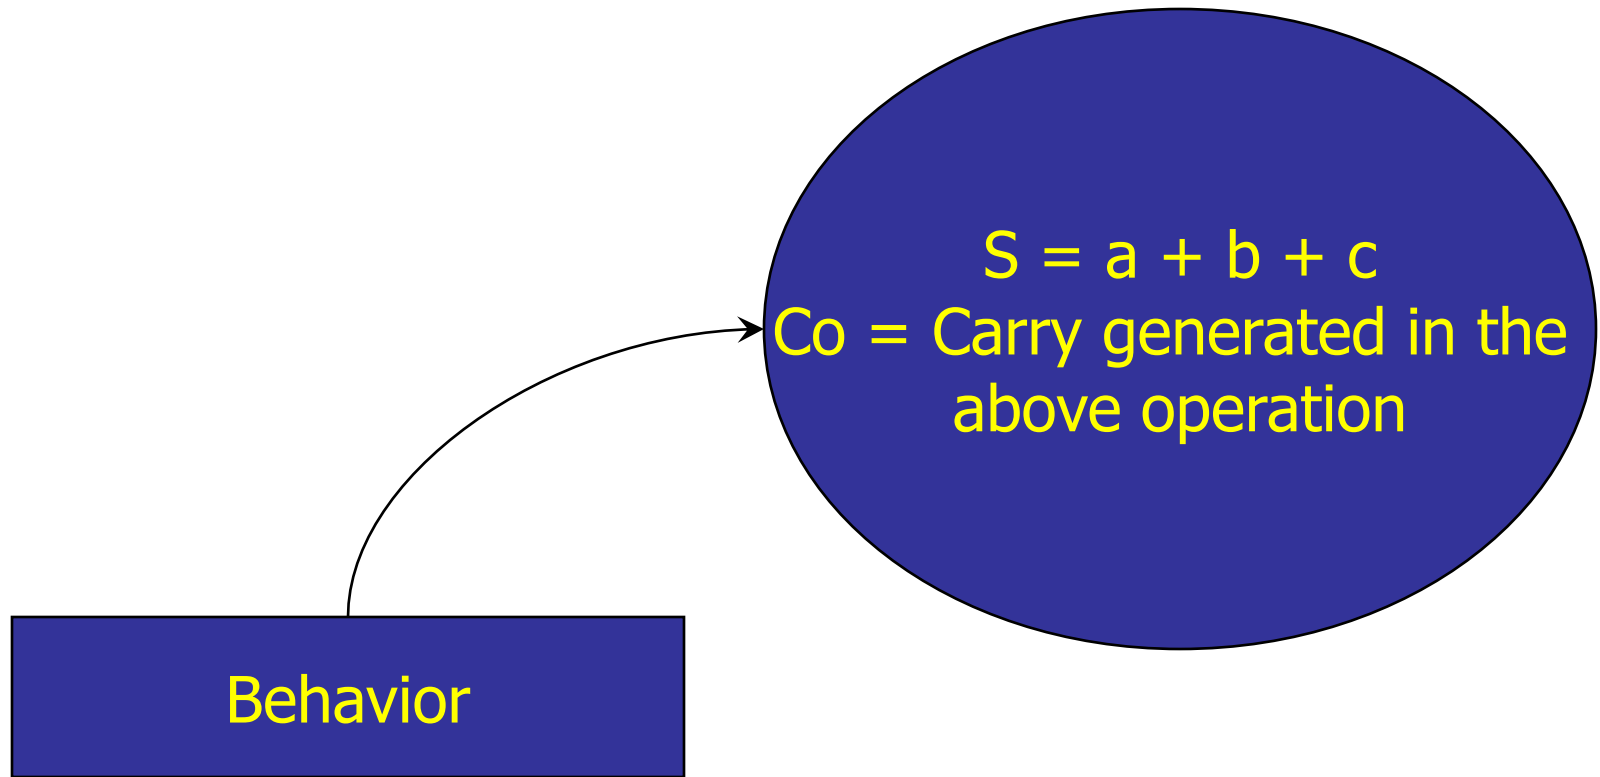 S = a + b + c
Co = Carry generated in the
above operation
Behavior